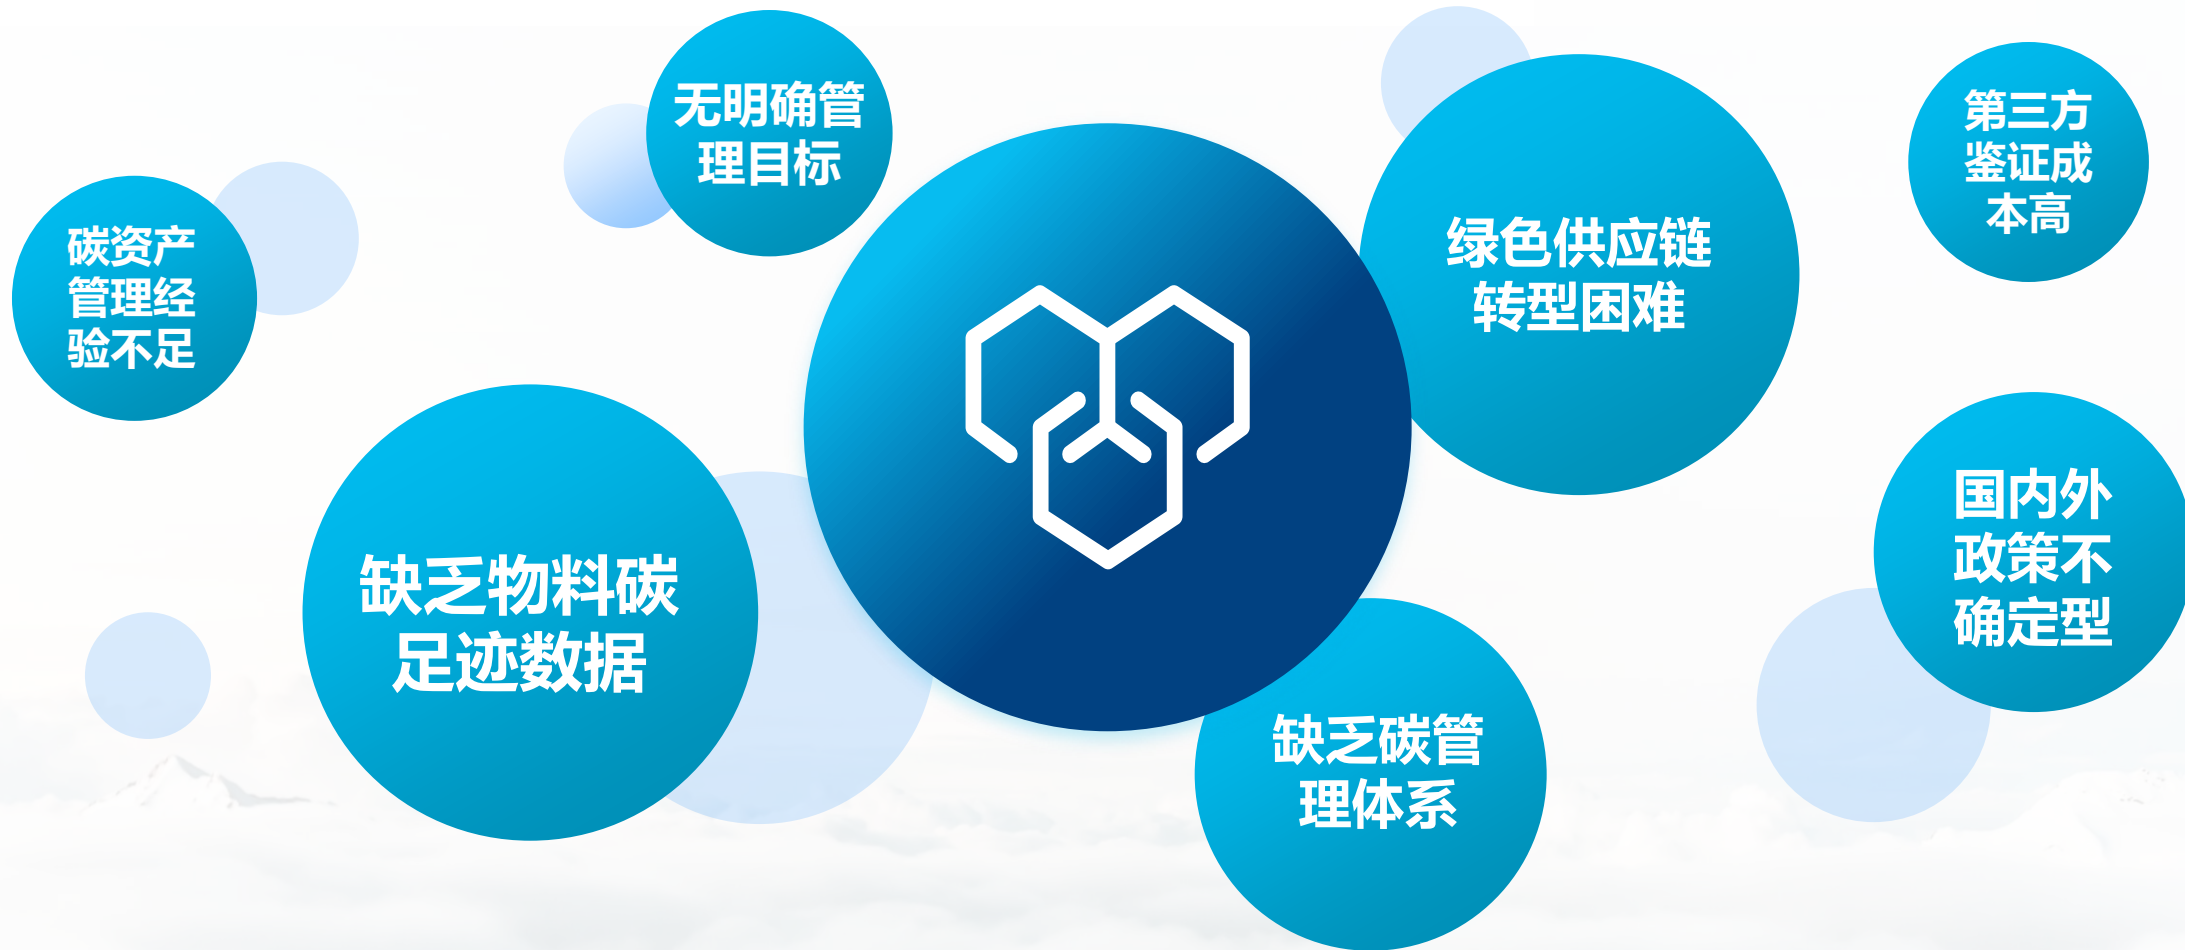 无明确管
理目标
第三方
鉴证成
本高
碳资产
管理经
验不足
绿色供应链
转型困难
缺乏物料碳
足迹数据
国内外
政策不
确定型
缺乏碳管
理体系